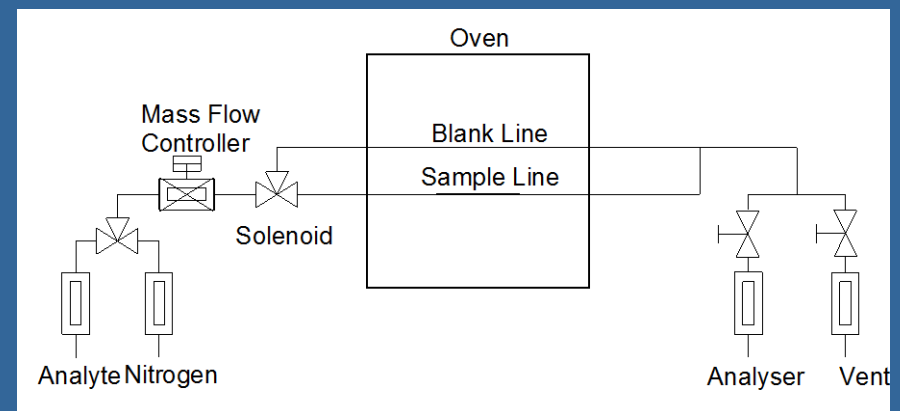 Oven
Mass Flow
Controller
Blank Line
Sample Line
Solenoid
Analyte Nitrogen
Analyser Vent